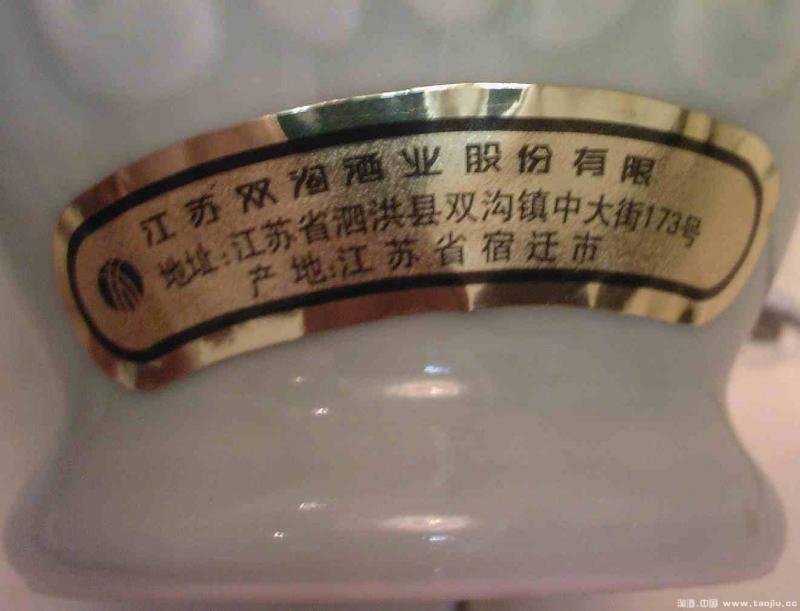 江苏双沟酒业股份有限
地址:江苏省泗洪县双沟镇中大街173号
产地:江苏省宿迁市
淘酒.中国 www.taojiu.cc